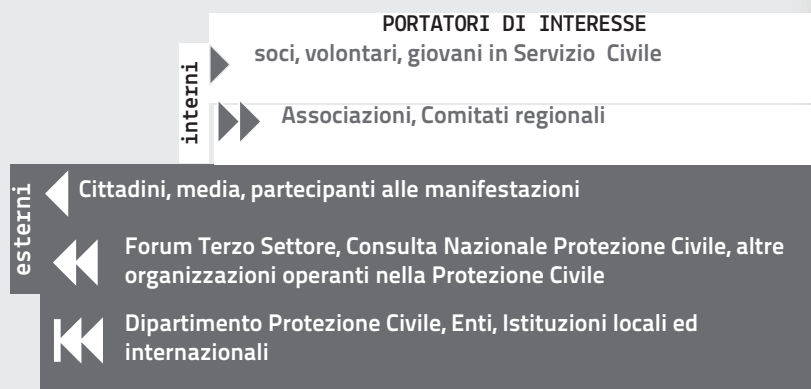 PORTATORI DI INTERESSE
interni
soci, volontari, giovani in Servizio Civile
Associazioni, Comitati regionali
esterni
Cittadini, media, partecipanti alle manifestazioni
Forum Terzo Settore, Consulta Nazionale Protezione Civile, altre
organizzazioni operanti nella Protezione Civile
Dipartimento Protezione Civile, Enti, Istituzioni locali ed
internazionali